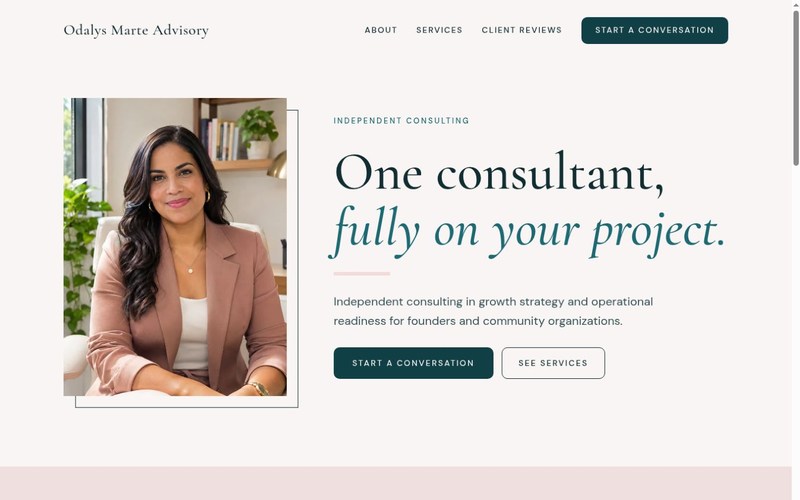 Odalys Marte Advisory
ABOUT SERVICES CLIENT REVIEWS START A CONVERSATION
INDEPENDENT CONSULTING
One consultant,
fully on your project.
Independent consulting in growth strategy and operational
readiness for founders and community organizations.
START A CONVERSATION SEE SERVICES